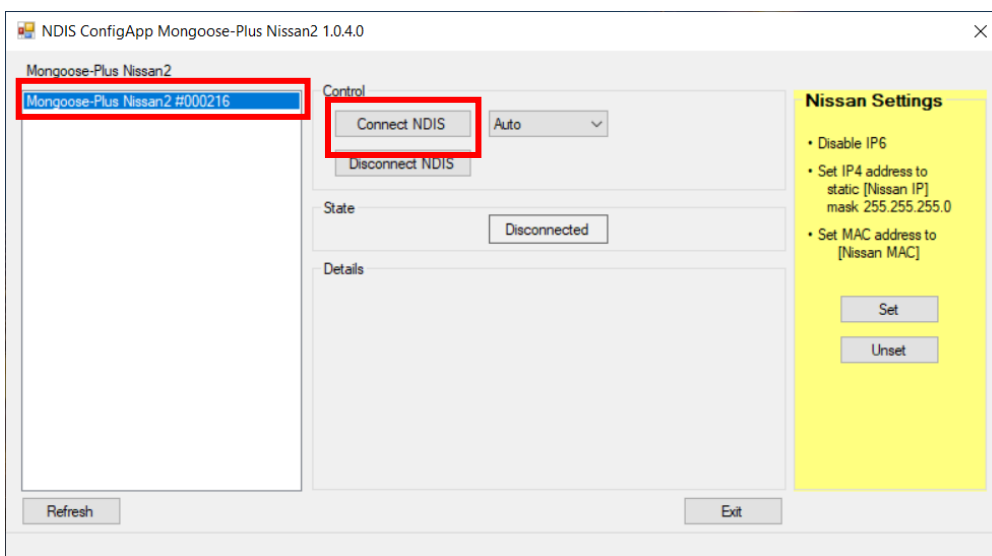 NDIS ConfigApp Mongoose-Plus Nissan2 1.0.4.0
Mongoose-Plus Nissan2
Mongoose-Plus Nissan2 #000216
Control
Connect NDIS
Auto
Disconnect NDIS
State
Disconnected
Details
Nissan Settings
• Disable IP6
• Set IP4 address to
static [Nissan IP]
mask 255.255.255.0
• Set MAC address to
[Nissan MAC]
Set
Unset
Refresh
Exit